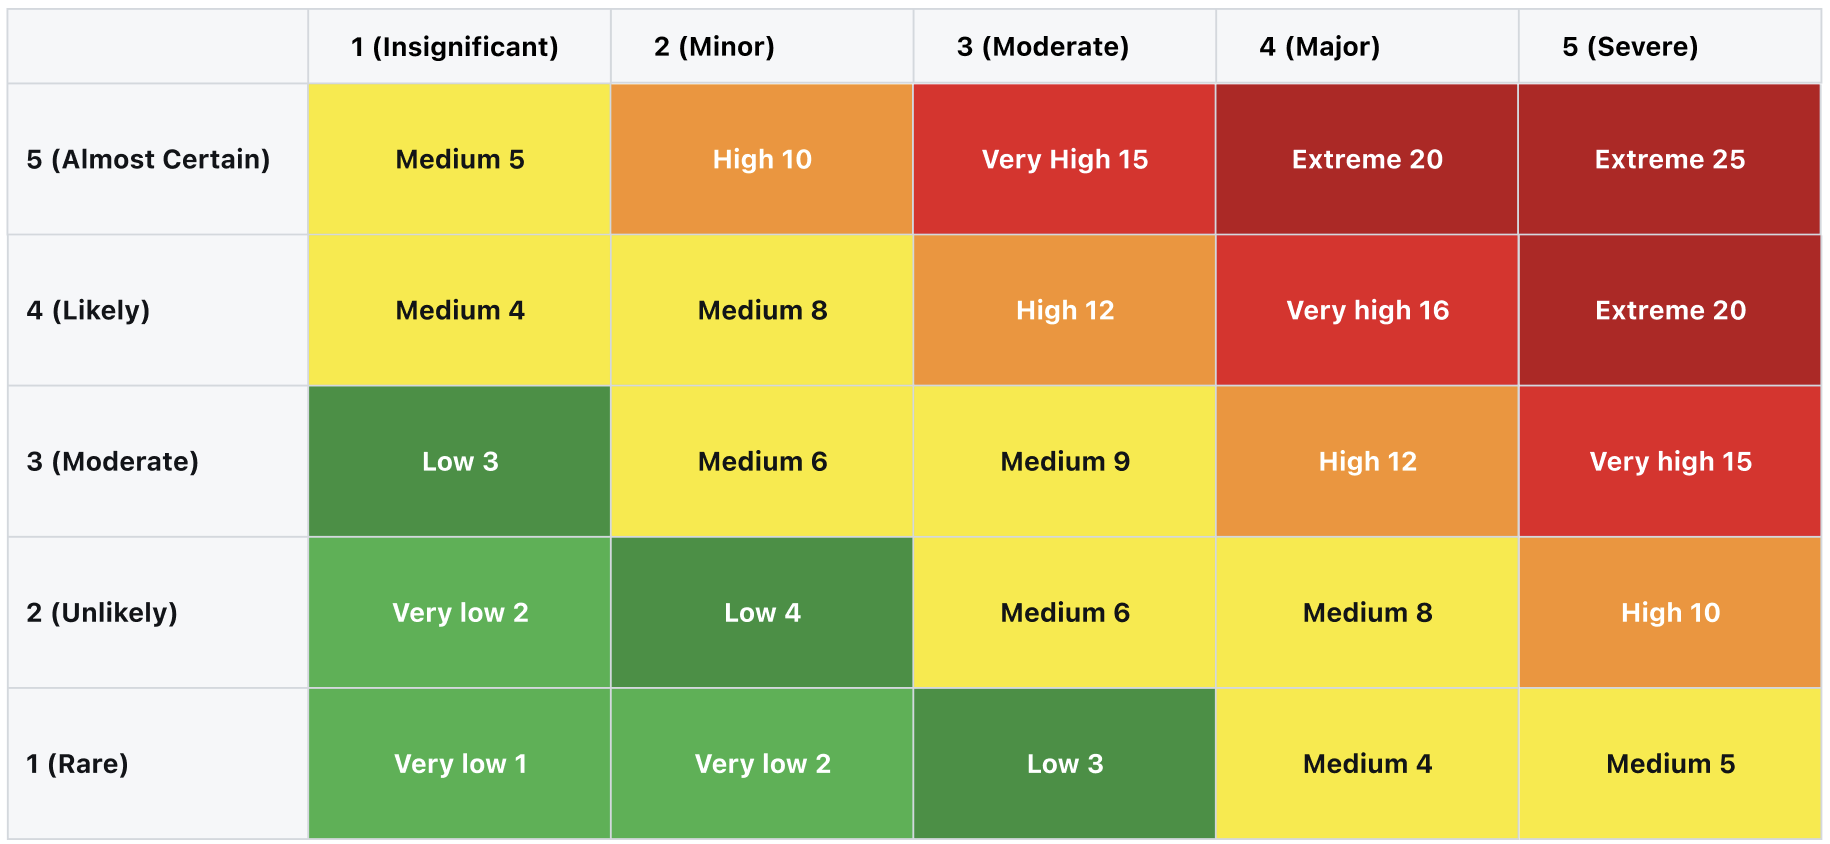 1 (Insignificant) 2 (Minor) 3 (Moderate) 4 (Major) 5 (Severe)
5 (Almost Certain) Medium 5 High 10 Very High 15 Extreme 20 Extreme 25
4 (Likely) Medium 4 Medium 8 High 12 Very high 16 Extreme 20
3 (Moderate) Low 3 Medium 6 Medium 9 High 12 Very high 15
2 (Unlikely) Very low 2 Low 4 Medium 6 Medium 8 High 10
1 (Rare) Very low 1 Very low 2 Low 3 Medium 4 Medium 5